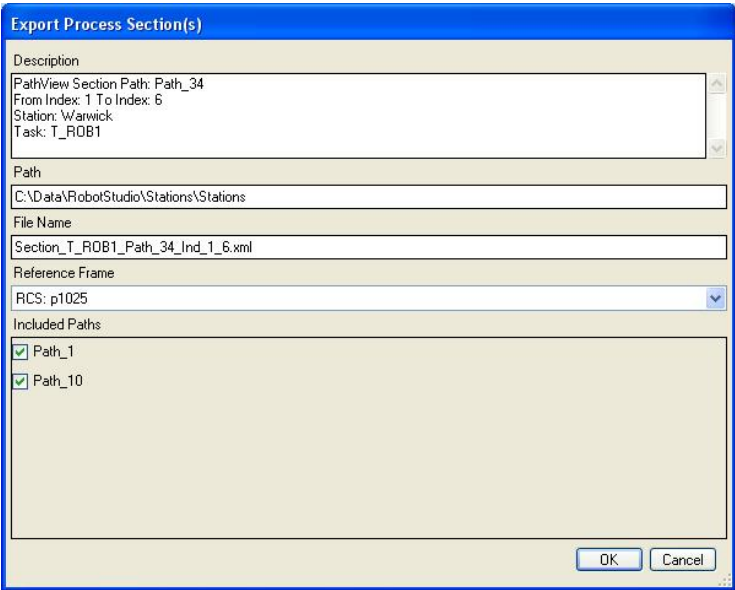 Export Process Section(s)
Description
PathView Section Path: Path_34
From Index: 1 To Index: 6
Station: Warwick
Task: T_ROB1
Path
C:\Data\RobotStudio\Stations\Stations
File Name
Section_T_ROB1_Path_34_Ind_1_6.xml
Reference Frame
RCS: p1025
Included Paths
Path_1
Path_10
OK Cancel